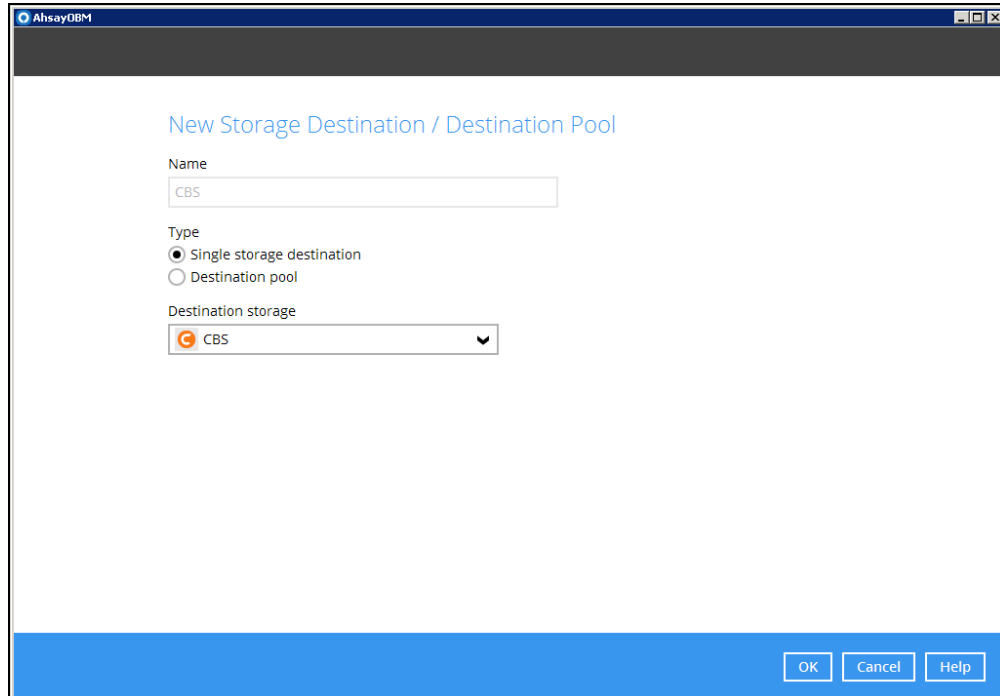 AhsayOBM
New Storage Destination / Destination Pool
Name
CBS
Type
Single storage destination
Destination pool
Destination storage
CBS
OK Cancel Help